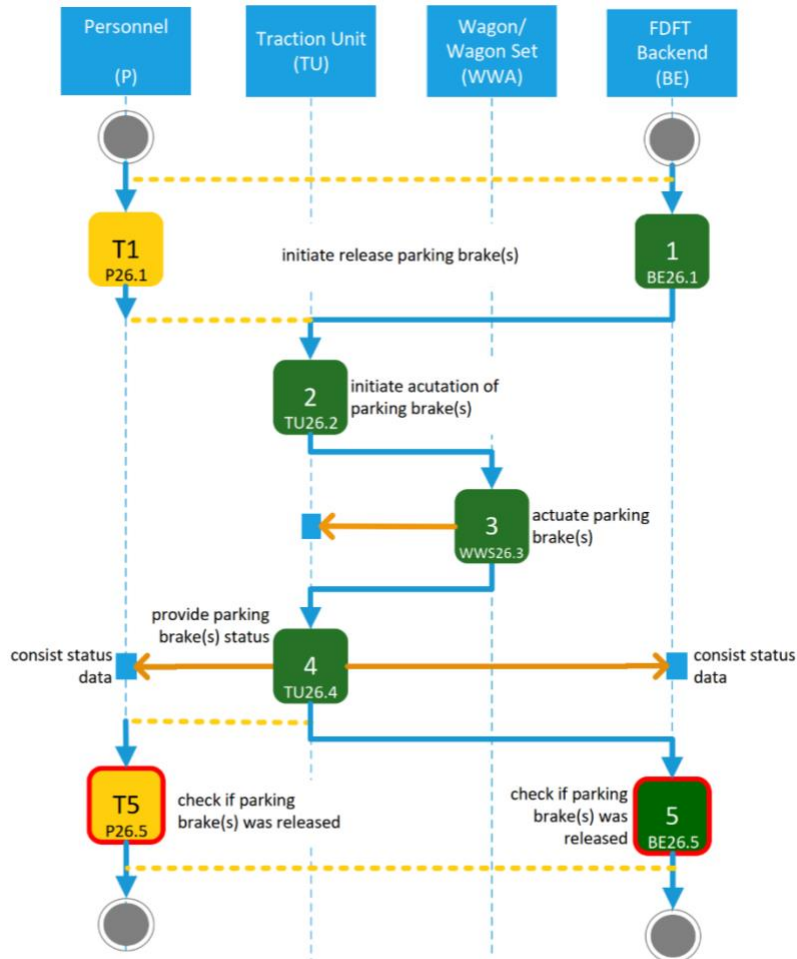 Personnel
(P)
Traction Unit
(TU)
Wagon/
Wagon Set
(WWA)
FDFT
Backend
(BE)
T1
P26.1
initiate release parking brake(s)
1
BE26.1
2
TU26.2
initiate acutation of
parking brake(s)
3
WWS26.3
actuate parking
brake(s)
provide parking
brake(s) status
4
TU26.4
consist status
data
consist status
data
T5
P26.5
check if parking
brake(s) was released
check if parking
brake(s) was
released
5
BE26.5